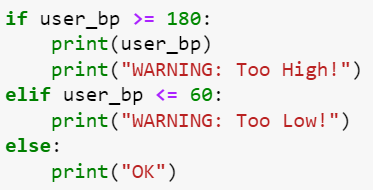 if user_bp >= 180:
    print(user_bp)
    print("WARNING: Too High!")
elif user_bp <= 60:
    print("WARNING: Too Low!")
else:
    print("OK")